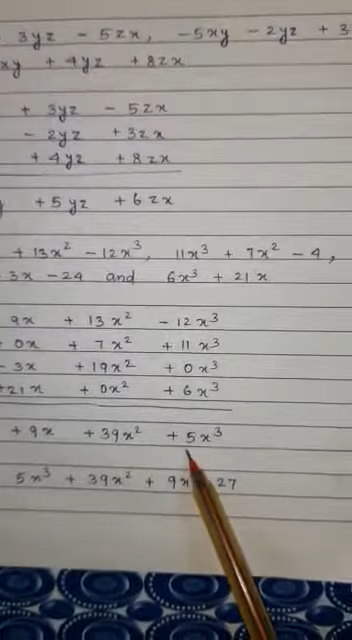 3yz - 5zx, -5xy - 2yz + 3
xy + 4yz + 8zx
+ 3yz - 5zx
- 2yz + 3zx
+ 4yz + 8zx
+ 5yz + 6zx
+ 13x² - 12x³, 11x³ + 7x² - 4,
3x - 24 and 6x³ + 21x
9x + 13x² - 12x³
0x + 7x² + 11x³
- 3x + 19x² + 0x³
+21x + 0x² + 6x³
+ 9x + 39x² + 5x³
5x³ + 39x² + 9x 27